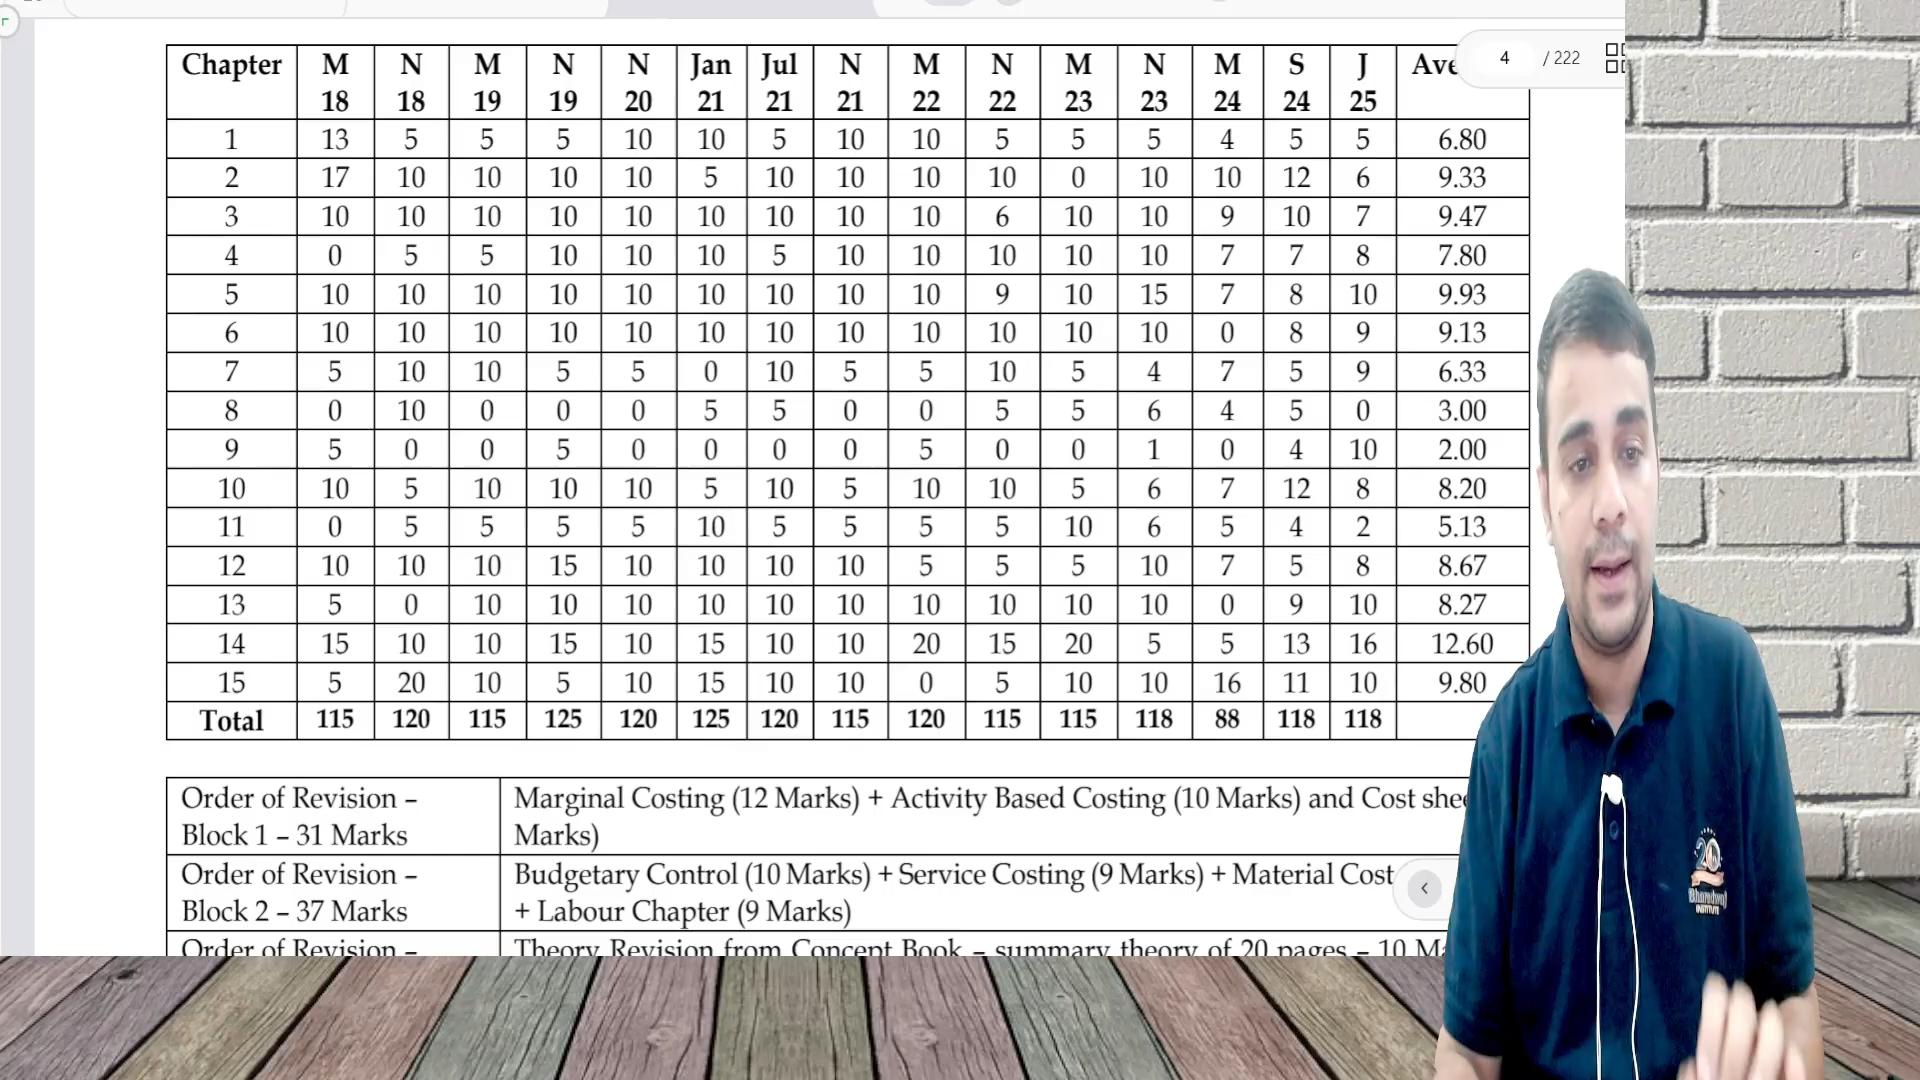 4 / 222
Chapter M 18 N 18 M 19 N 19 N 20 Jan 21 Jul 21 N 21 M 22 N 22 M 23 N 23 M 24 S 24 J 25
1 13 5 5 5 10 10 5 10 10 5 5 5 4 5 5 6.80
2 17 10 10 10 10 5 10 10 10 10 0 10 10 12 6 9.33
3 10 10 10 10 10 10 10 10 10 6 10 10 9 10 7 9.47
4 0 5 5 10 10 10 5 10 10 10 10 10 7 7 8 7.80
5 10 10 10 10 10 10 10 10 10 9 10 15 7 8 10 9.93
6 10 10 10 10 10 10 10 10 10 10 10 10 0 8 9 9.13
7 5 10 10 5 5 0 10 5 5 10 5 4 7 5 9 6.33
8 0 10 0 0 0 5 5 0 0 5 5 6 4 5 0 3.00
9 5 0 0 5 0 0 0 0 5 0 0 1 0 4 10 2.00
10 10 5 10 10 10 5 10 5 10 10 5 6 7 12 8 8.20
11 0 5 5 5 5 10 5 5 5 5 10 6 5 4 2 5.13
12 10 10 10 15 10 10 10 10 5 5 5 10 7 5 8 8.67
13 5 0 10 10 10 10 10 10 10 10 10 10 0 9 10 8.27
14 15 10 10 15 10 15 10 10 20 15 20 5 5 13 16 12.60
15 5 20 10 5 10 15 10 10 0 5 10 10 16 11 10 9.80
Total 115 120 115 125 120 125 120 115 120 115 115 118 88 118 118
Order of Revision – Marginal Costing (12 Marks) + Activity Based Costing (10 Marks) and Cost
Block 1 – 31 Marks Marks)
Order of Revision – Budgetary Control (10 Marks) + Service Costing (9 Marks) + Material Cost
Block 2 – 37 Marks + Labour Chapter (9 Marks)
Order of Revision – Theory Revision from Concept Book – summary theory of 20 pages – 10
20
Bharadwaj
INSTITUTE